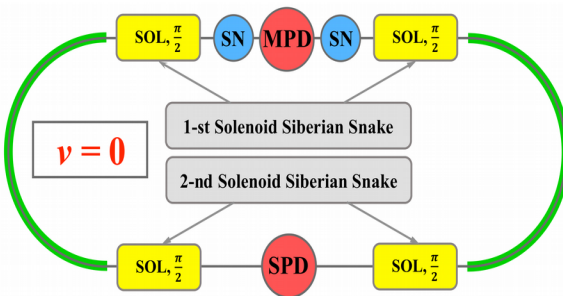 SOL, π/2 SN MPD SN SOL, π/2
1-st Solenoid Siberian Snake
ν = 0
2-nd Solenoid Siberian Snake
SOL, π/2 SPD SOL, π/2